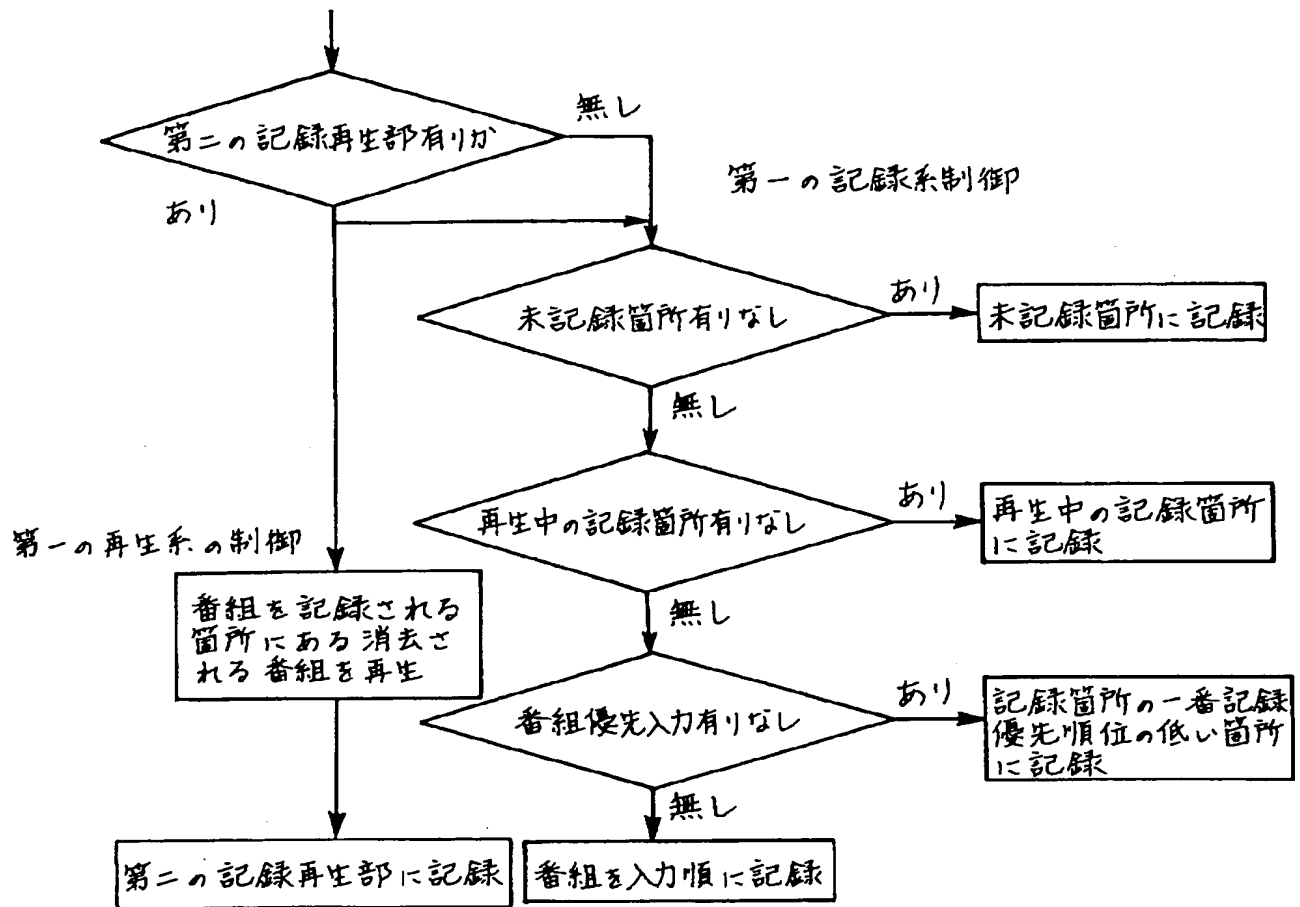 第二の記録再生部有りか
無し
あり
第一の記録系制御
未記録箇所有りなし
あり
未記録箇所に記録
無し
再生中の記録箇所有りなし
あり
再生中の記録箇所
に記録
第一の再生系の制御
番組を記録される
箇所にある消去さ
れる番組を再生
無し
番組優先入力有りなし
あり
記録箇所の一番記録
優先順位の低い箇所
に記録
無し
第二の記録再生部に記録
番組を入力順に記録